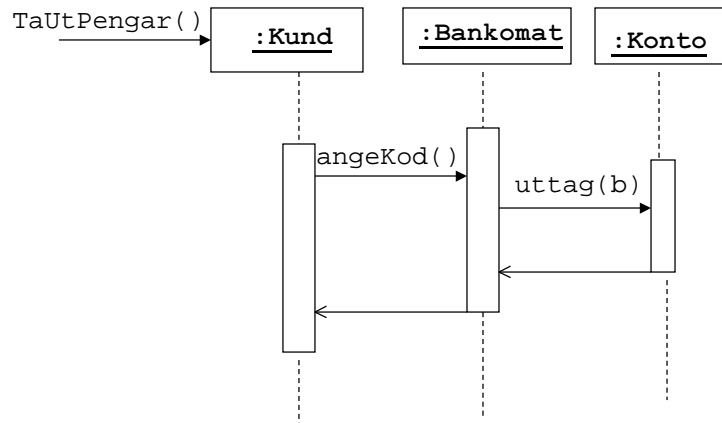 TaUtPengar()
:Kund
:Bankomat
:Konto
angeKod()
uttag(b)